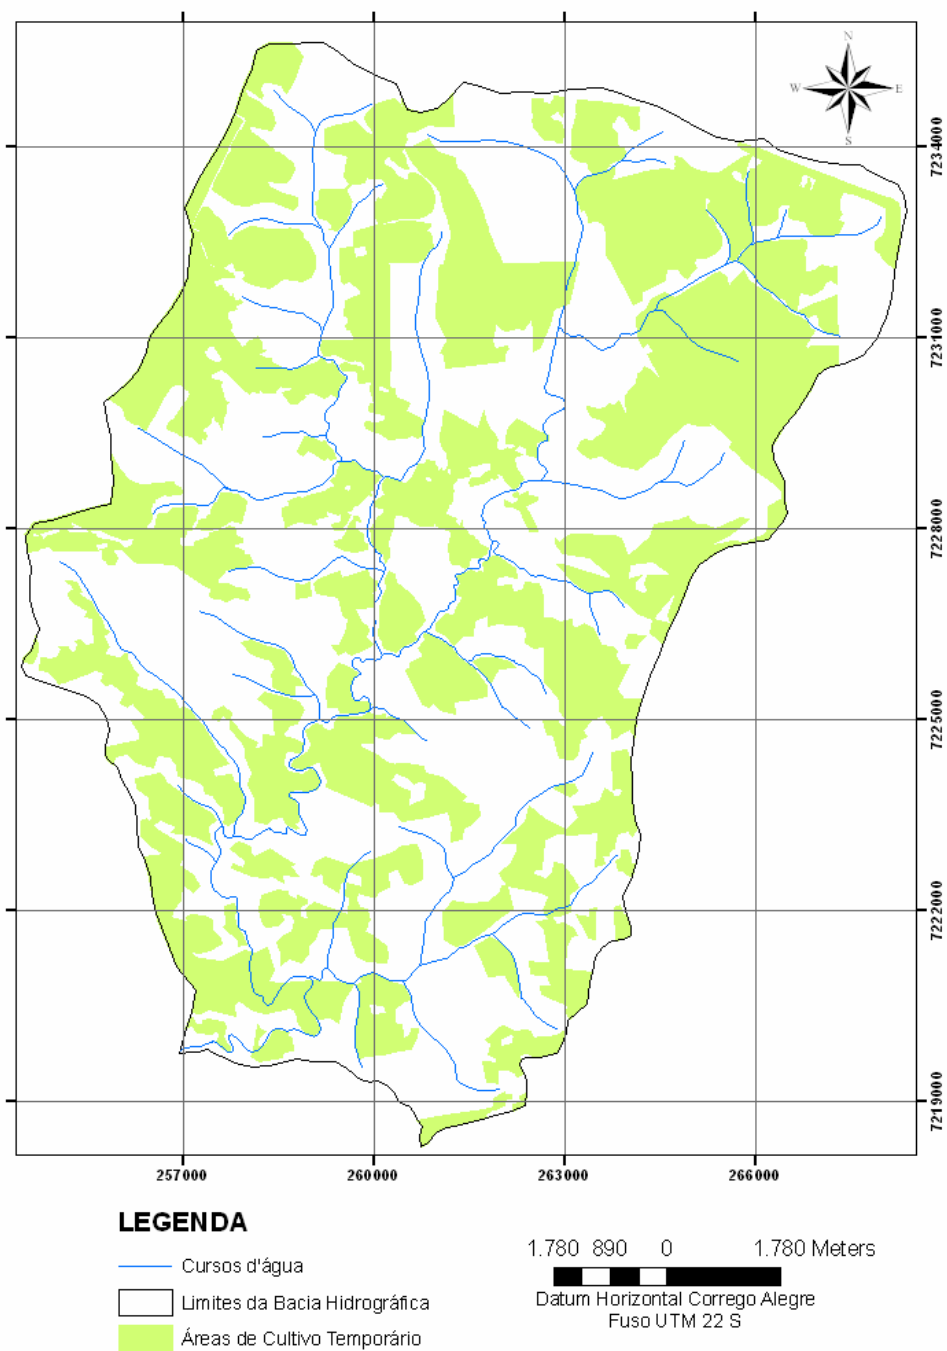 N
W E
S
7234000
7231000
7228000
7225000
7222000
7219000
257000 260000 263000 266000
LEGENDA
Cursos d'água
Limites da Bacia Hidrográfica
Áreas de Cultivo Temporário
1.780 890 0 1.780 Meters
Datum Horizontal Corrego Alegre
Fuso UTM 22 S